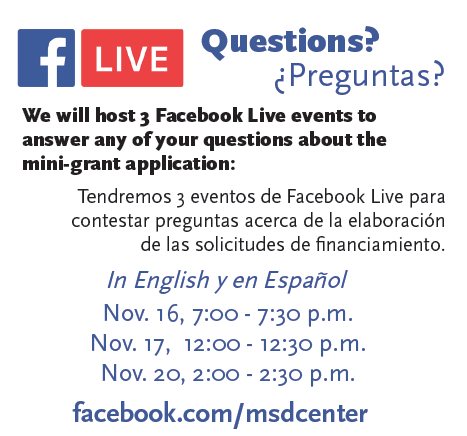 f LIVE Questions?
¿Preguntas?
We will host 3 Facebook Live events to
answer any of your questions about the
mini-grant application:
Tendremos 3 eventos de Facebook Live para
contestar preguntas acerca de la elaboración
de las solicitudes de financiamiento.
In English y en Español
Nov. 16, 7:00 - 7:30 p.m.
Nov. 17, 12:00 - 12:30 p.m.
Nov. 20, 2:00 - 2:30 p.m.
facebook.com/msdcenter